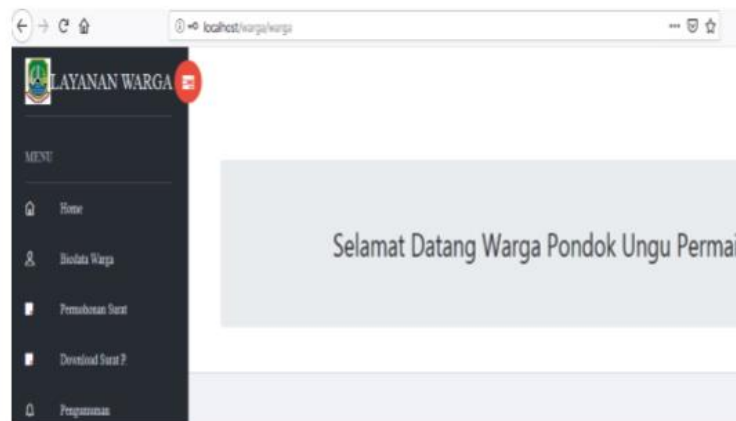 localhost/warga/warga
LAYANAN WARGA
MENU
Home
Biodata Warga
Permohonan Surat
Download Surat P.
Pengumuman
Selamat Datang Warga Pondok Ungu Permai